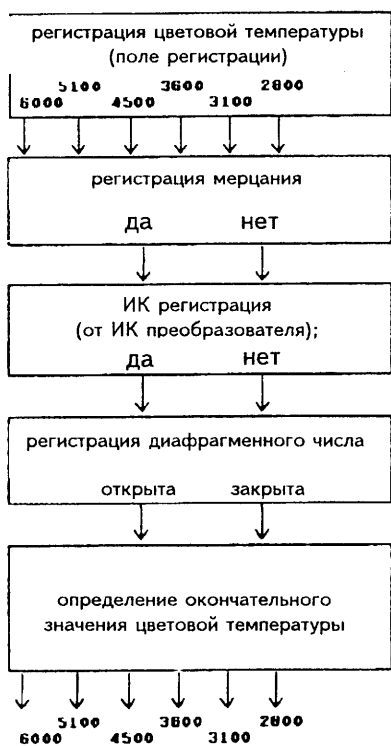 регистрация цветовой температуры
(поле регистрации)
5100 3600 2800
6000 4500 3100
регистрация мерцания
да нет
ИК регистрация
(от ИК преобразователя);
да нет
регистрация диафрагменного числа
открыта закрыта
определение окончательного
значения цветовой температуры
5100 3600 2800
6000 4500 3100